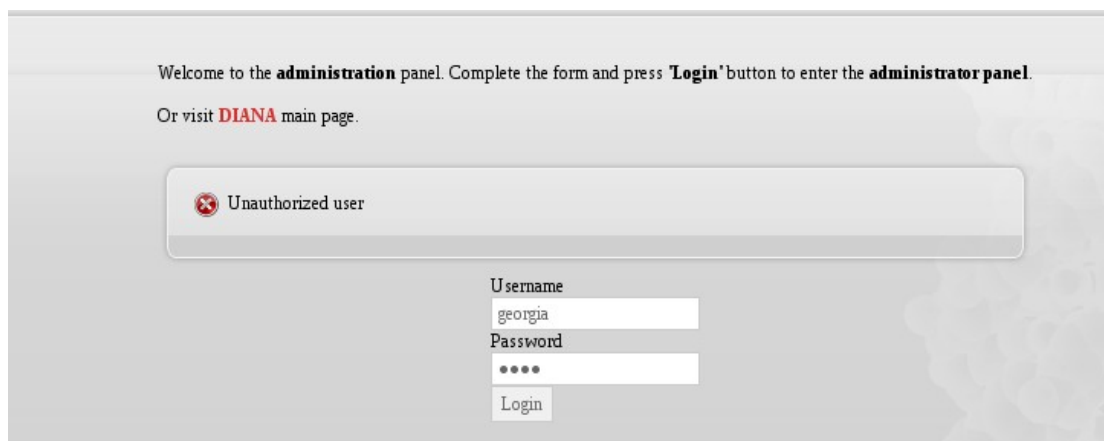 Welcome to the administration panel. Complete the form and press "Login" button to enter the administrator panel.
Or visit DIANA main page.
Unauthorized user
Username
georgia
Password
••••
Login